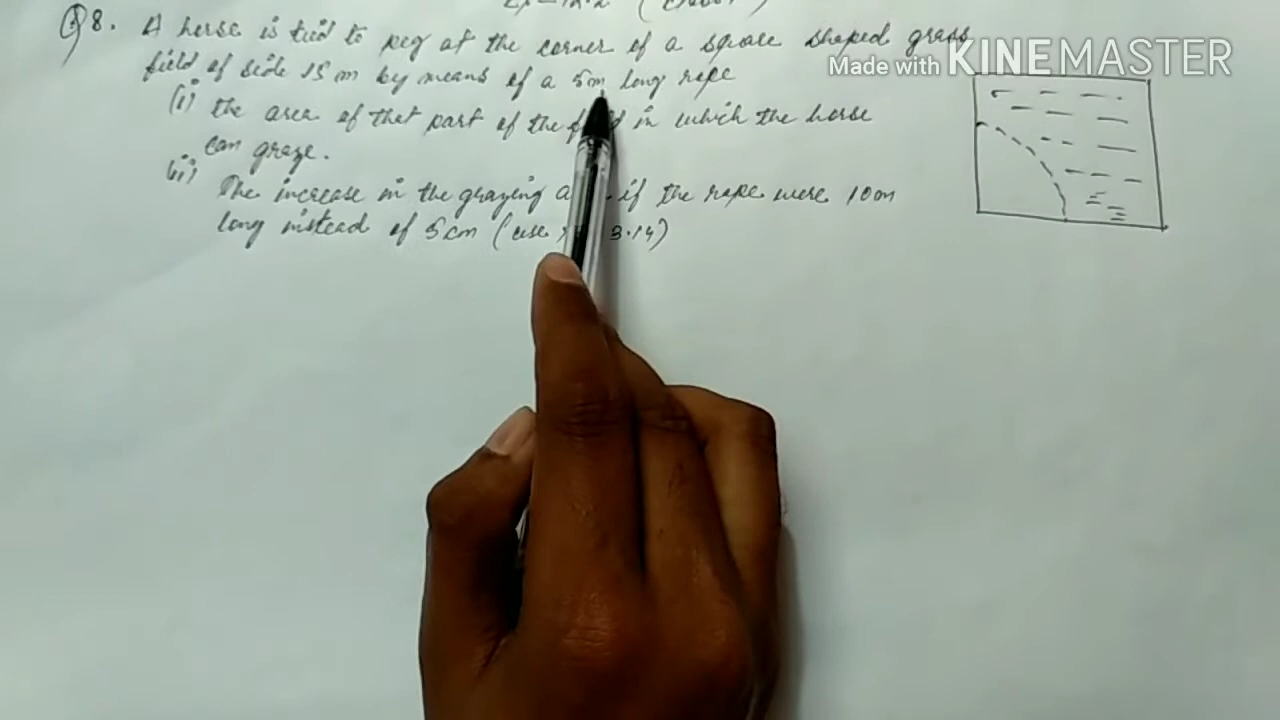 Q8. A horse is tied to peg at the corner of a square shaped grass
field of side 15 m by means of a 5m long rope
(i) the area of that part of the field in which the horse
can graze.
(ii) The increase in the grazing if the rope were 10m
long instead of 5cm (use 3.14)
Made with KINEMASTER